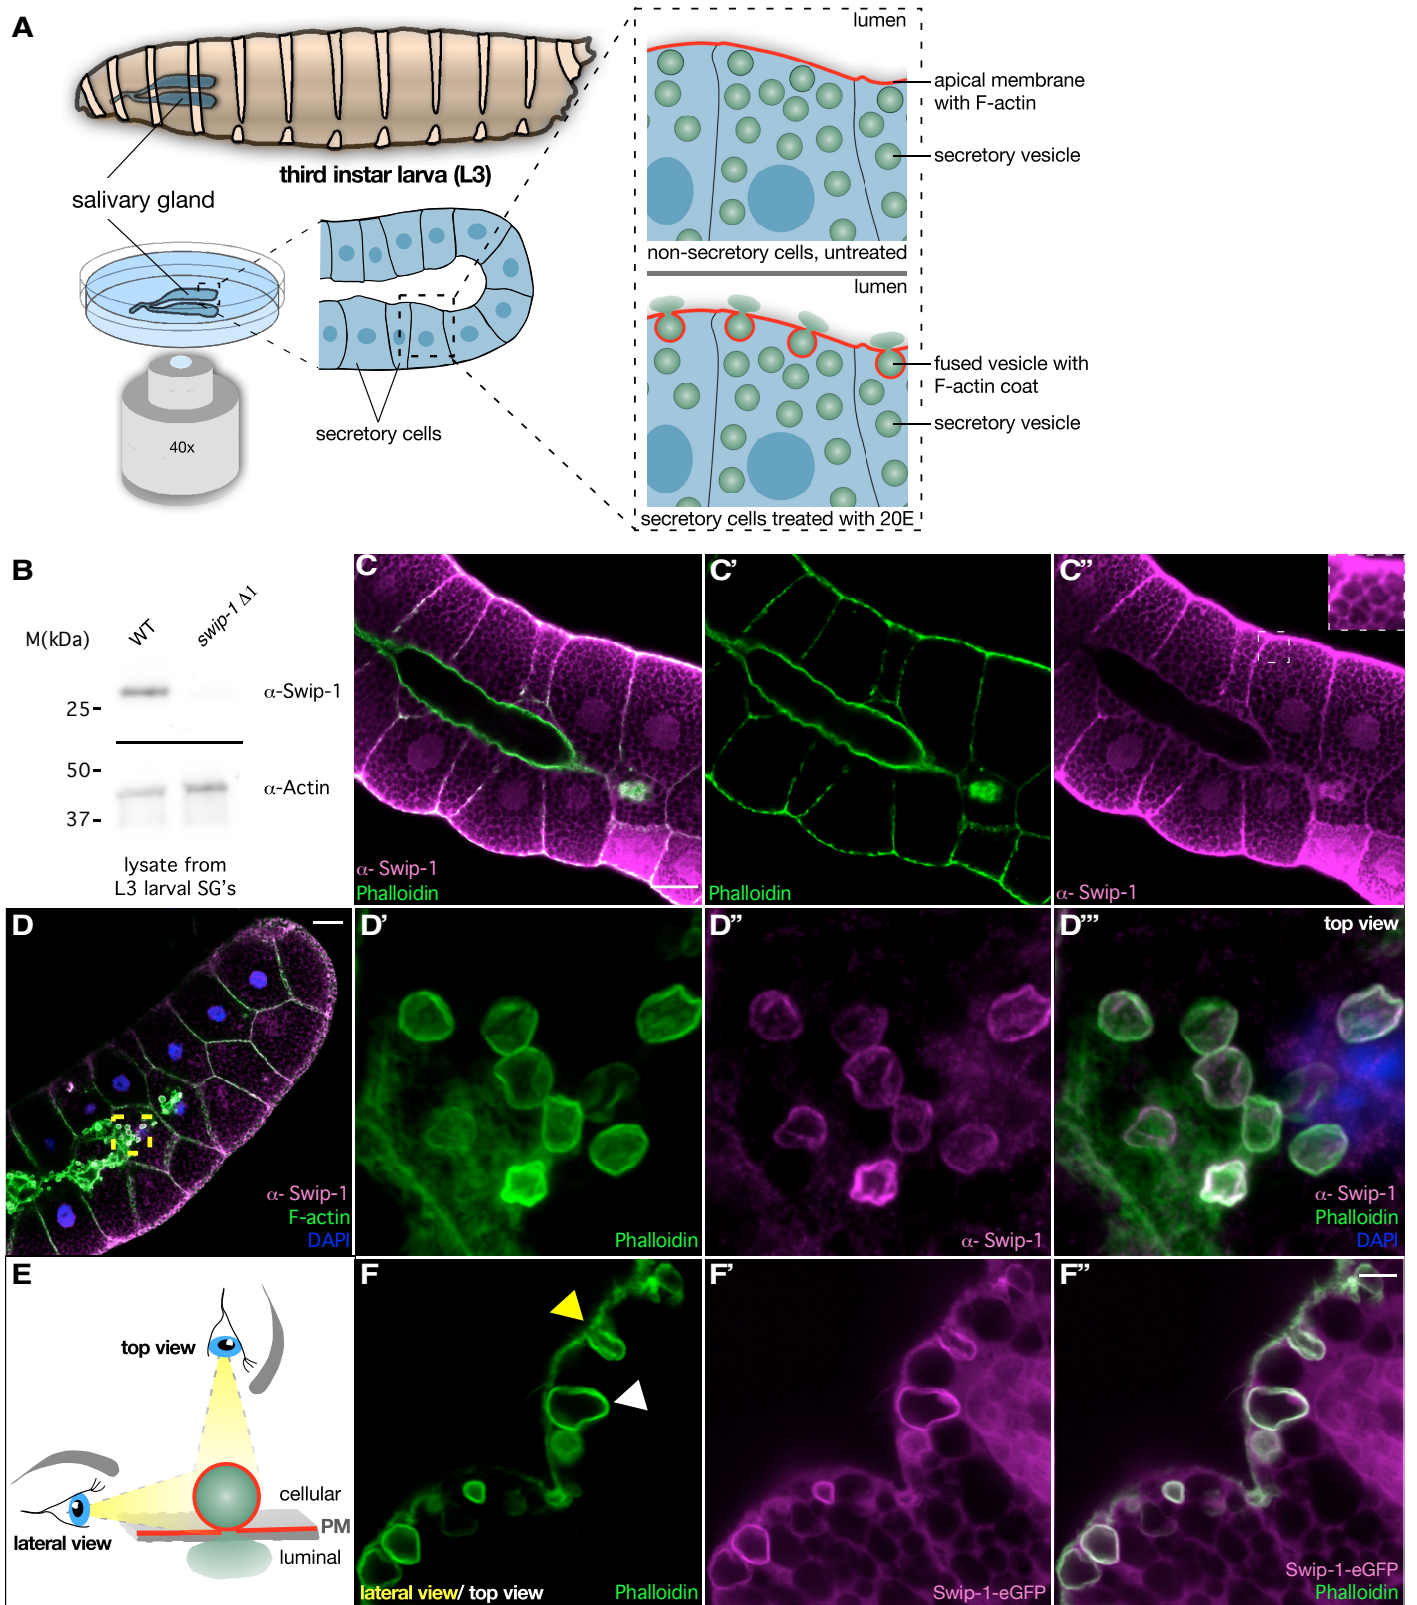 A
lumen
apical membrane
with F-actin
secretory vesicle
third instar larva (L3)
salivary gland
non-secretory cells, untreated
lumen
fused vesicle with
F-actin coat
secretory vesicle
secretory cells
40x
secretory cells treated with 20E
B
M(kDa)
WT
swip-1 Δ1
α-Swip-1
25
50
α-Actin
37
lysate from
L3 larval SG's
C
α- Swip-1
Phalloidin
C'
Phalloidin
C"
α- Swip-1
D
α- Swip-1
F-actin
DAPI
D'
Phalloidin
D"
α- Swip-1
D'"
top view
α- Swip-1
Phalloidin
DAPI
E
top view
cellular
PM
lateral view
luminal
F
lateral view/ top view
Phalloidin
F'
Swip-1-eGFP
F"
Swip-1-eGFP
Phalloidin